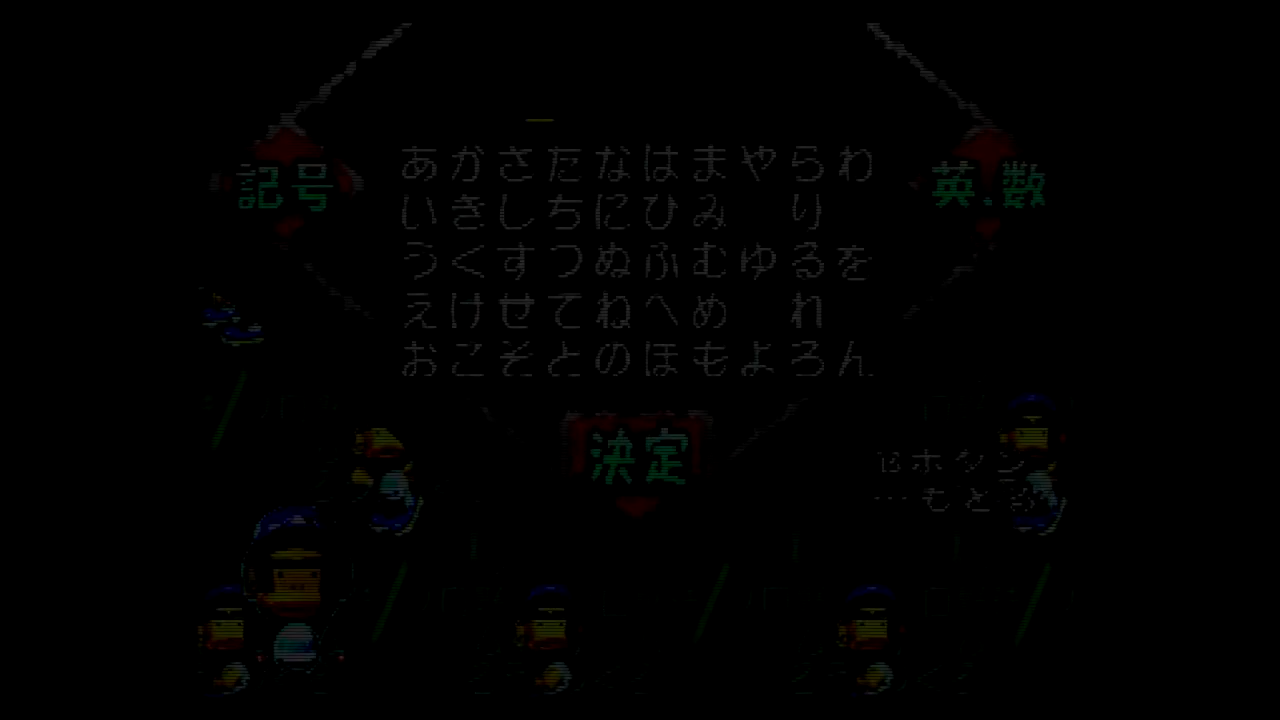 記号
英.数
あかさたなはまやらわ
いきしちにひみ り
うくすつぬふむゆるを
えけせてねへめ れ
おこそとのほもよろん
決定
Bボタン
…もどる